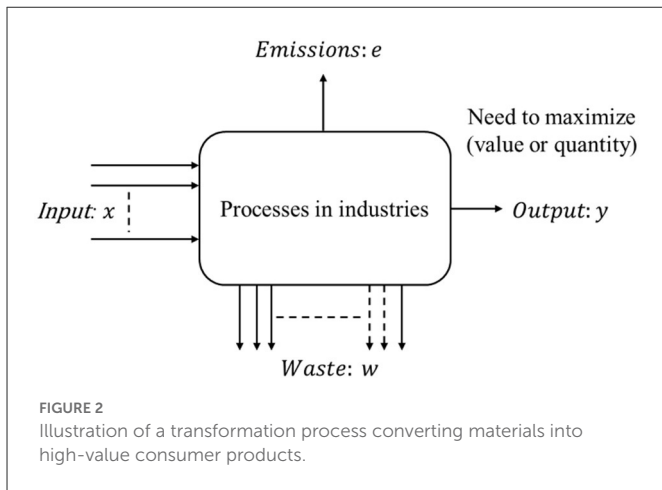 Emissions: e
Need to maximize
(value or quantity)
Input: x
Processes in industries
Output: y
Waste: w
FIGURE 2
Illustration of a transformation process converting materials into
high-value consumer products.